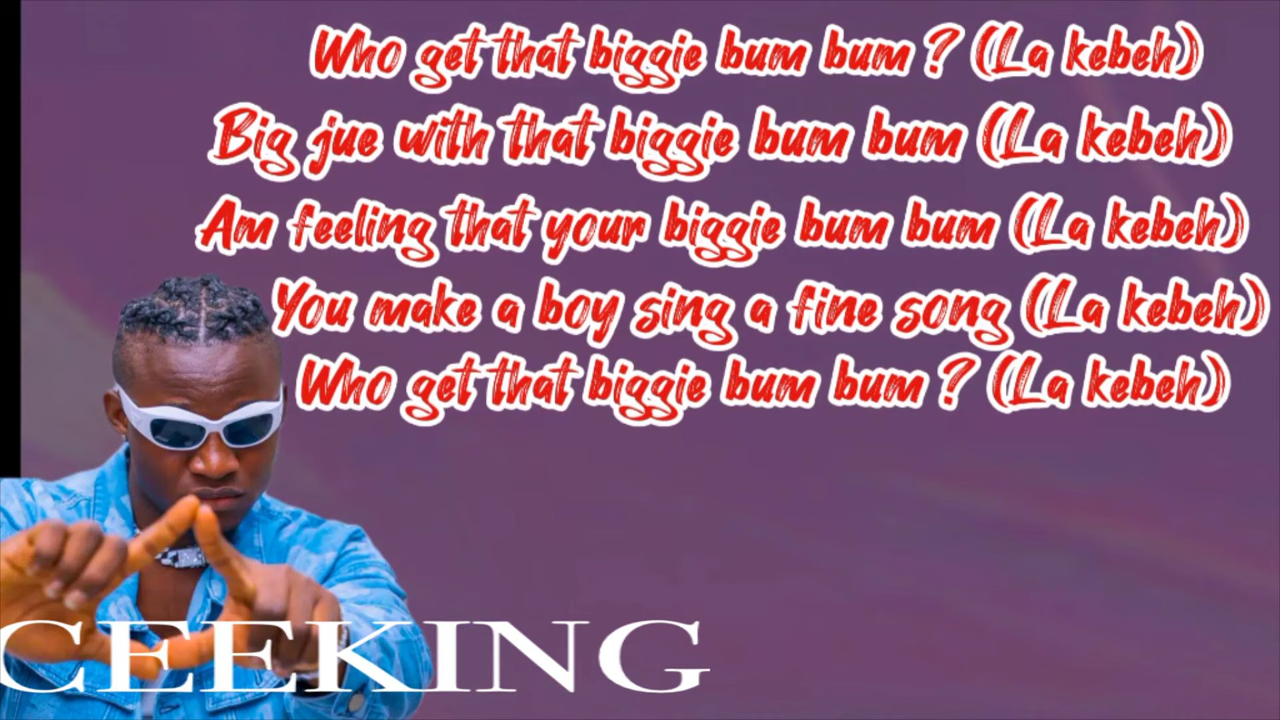 Who get that biggie bum bum ? (La kebeh)
Big jue with that biggie bum bum (La kebeh)
Am feeling that your biggie bum bum (La kebeh)
You make a boy sing a fine song (La kebeh)
Who get that biggie bum bum ? (La kebeh)
CEEKING